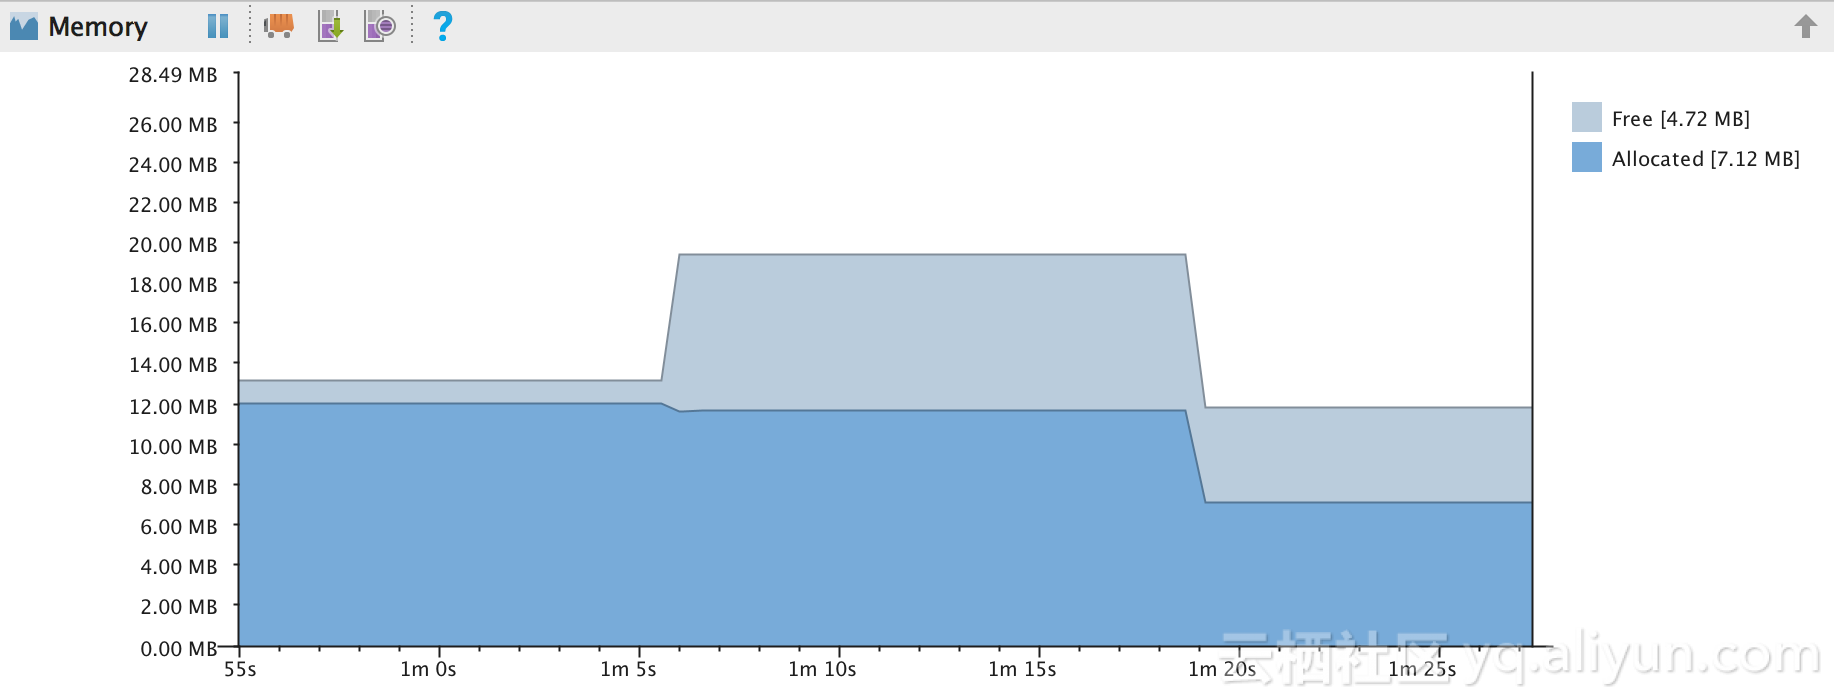 Memory
?
28.49 MB
26.00 MB
24.00 MB
22.00 MB
20.00 MB
18.00 MB
16.00 MB
14.00 MB
12.00 MB
10.00 MB
8.00 MB
6.00 MB
4.00 MB
2.00 MB
0.00 MB
55s 1m 0s 1m 5s 1m 10s 1m 15s 1m 20s 1m 25s
Free [4.72 MB]
Allocated [7.12 MB]
云栖社区 yq.aliyun.com